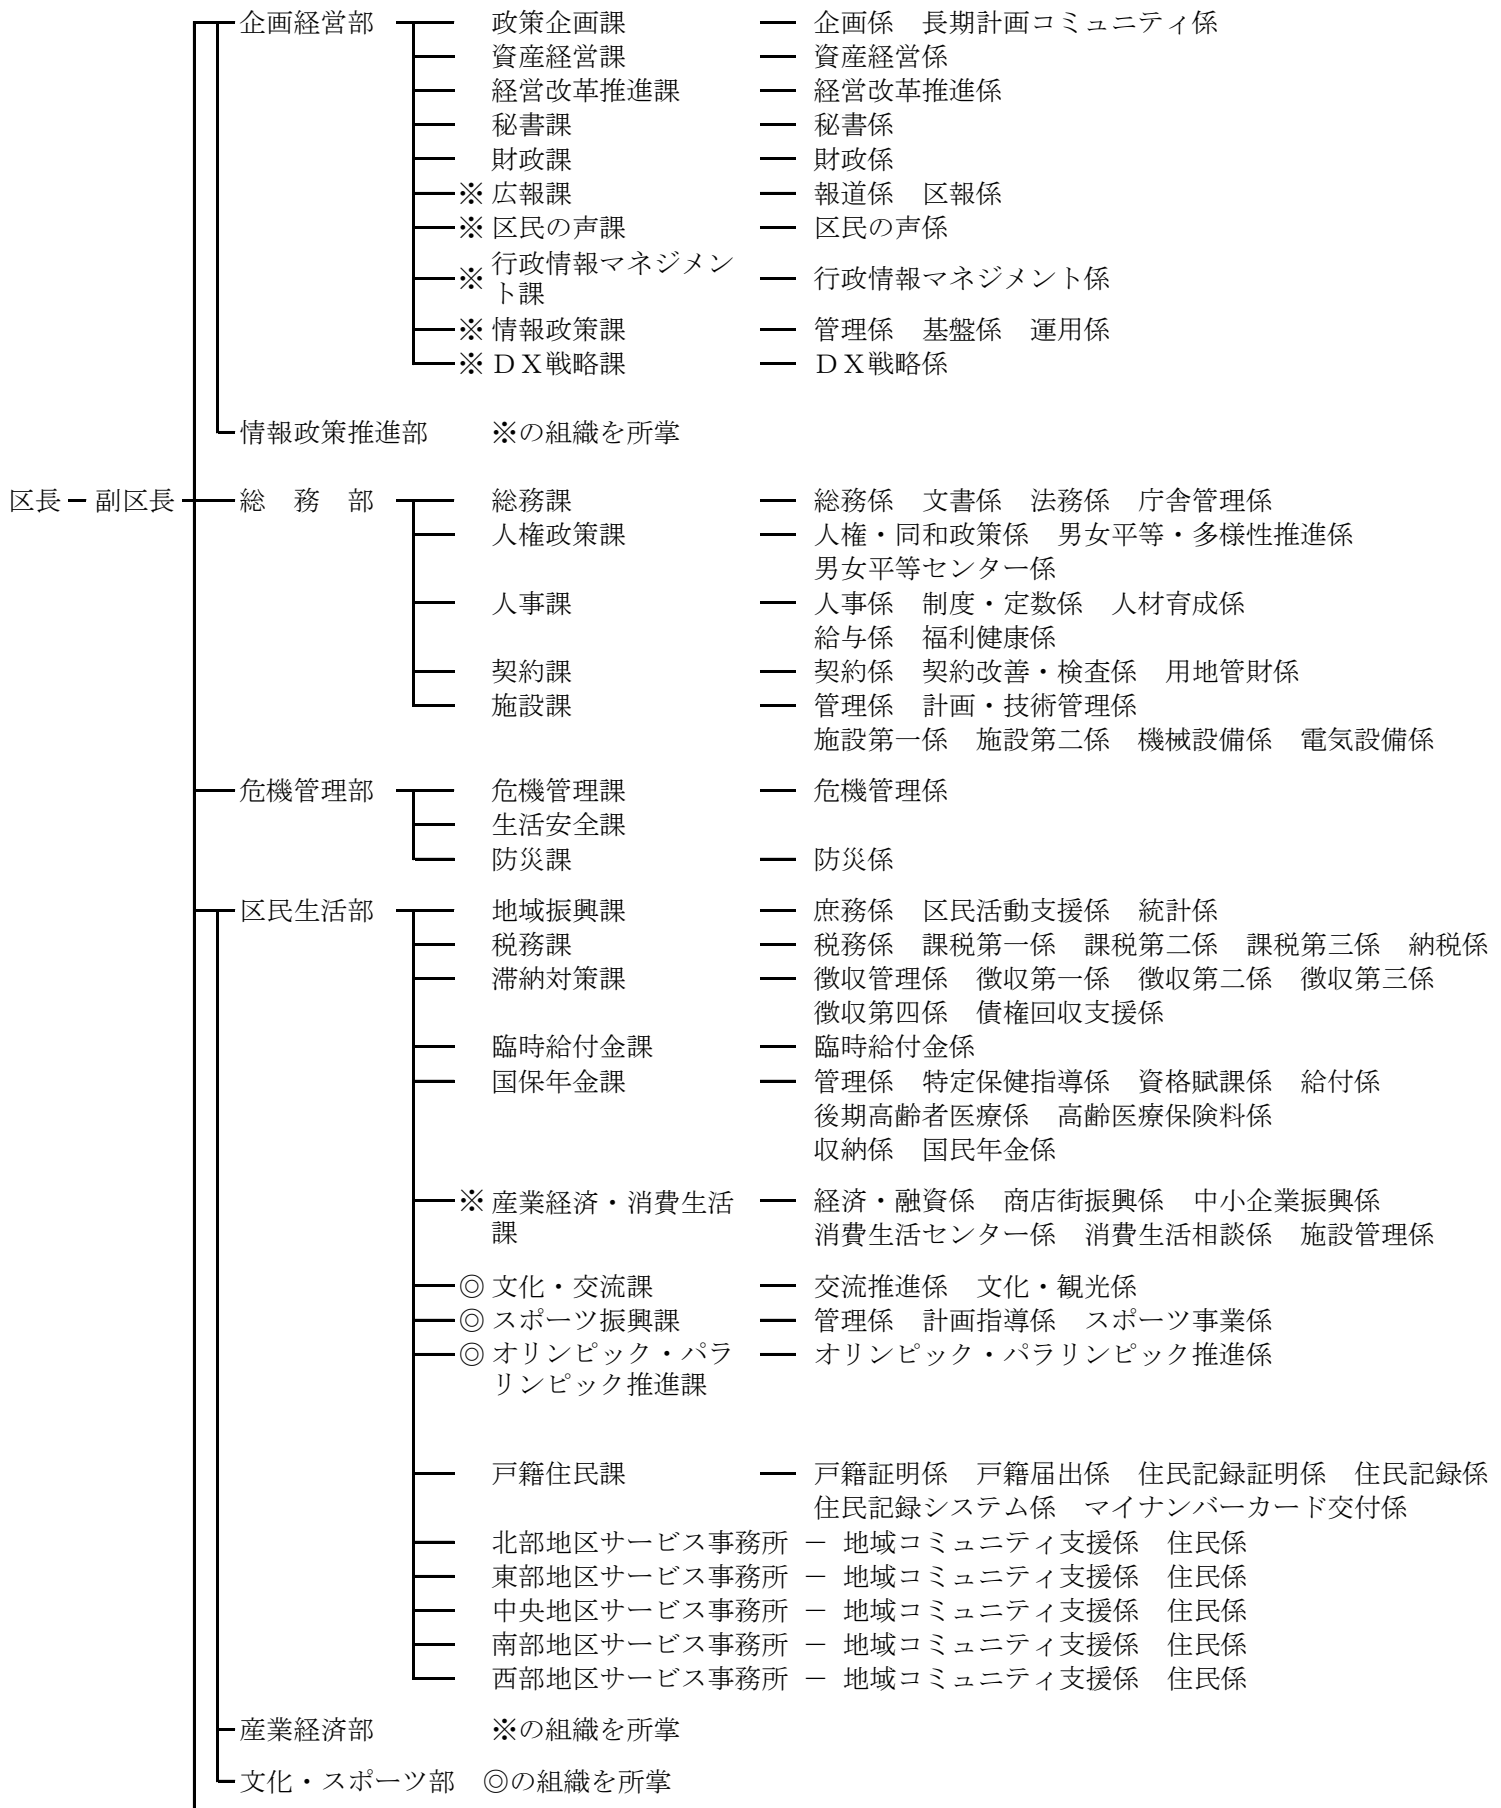 企画経営部 政策企画課 企画係 長期計画コミュニティ係
資産経営課 資産経営係
経営改革推進課 経営改革推進係
秘書課 秘書係
財政課 財政係
※ 広報課 報道係 区報係
※ 区民の声課 区民の声係
※ 行政情報マネジメン
ト課 行政情報マネジメント係
※ 情報政策課 管理係 基盤係 運用係
※ ＤＸ戦略課 ＤＸ戦略係
情報政策推進部 ※の組織を所掌
区長 副区長 総 務 部 総務課 総務係 文書係 法務係 庁舎管理係
人権政策課 人権・同和政策係 男女平等・多様性推進係
男女平等センター係
人事課 人事係 制度・定数係 人材育成係
給与係 福利健康係
契約課 契約係 契約改善・検査係 用地管財係
施設課 管理係 計画・技術管理係
施設第一係 施設第二係 機械設備係 電気設備係
危機管理部 危機管理課 危機管理係
生活安全課
防災課 防災係
区民生活部 地域振興課 庶務係 区民活動支援係 統計係
税務課 税務係 課税第一係 課税第二係 課税第三係 納税係
滞納対策課 徴収管理係 徴収第一係 徴収第二係 徴収第三係
徴収第四係 債権回収支援係
臨時給付金課 臨時給付金係
国保年金課 管理係 特定保健指導係 資格賦課係 給付係
後期高齢者医療係 高齢医療保険料係
収納係 国民年金係
※ 産業経済・消費生活 経済・融資係 商店街振興係 中小企業振興係
課 消費生活センター係 消費生活相談係 施設管理係
◎ 文化・交流課 交流推進係 文化・観光係
◎ スポーツ振興課 管理係 計画指導係 スポーツ事業係
◎ オリンピック・パラ オリンピック・パラリンピック推進係
リンピック推進課
戸籍住民課 戸籍証明係 戸籍届出係 住民記録証明係 住民記録係
住民記録システム係 マイナンバーカード交付係
北部地区サービス事務所 － 地域コミュニティ支援係 住民係
東部地区サービス事務所 － 地域コミュニティ支援係 住民係
中央地区サービス事務所 － 地域コミュニティ支援係 住民係
南部地区サービス事務所 － 地域コミュニティ支援係 住民係
西部地区サービス事務所 － 地域コミュニティ支援係 住民係
産業経済部 ※の組織を所掌
文化・スポーツ部 ◎の組織を所掌